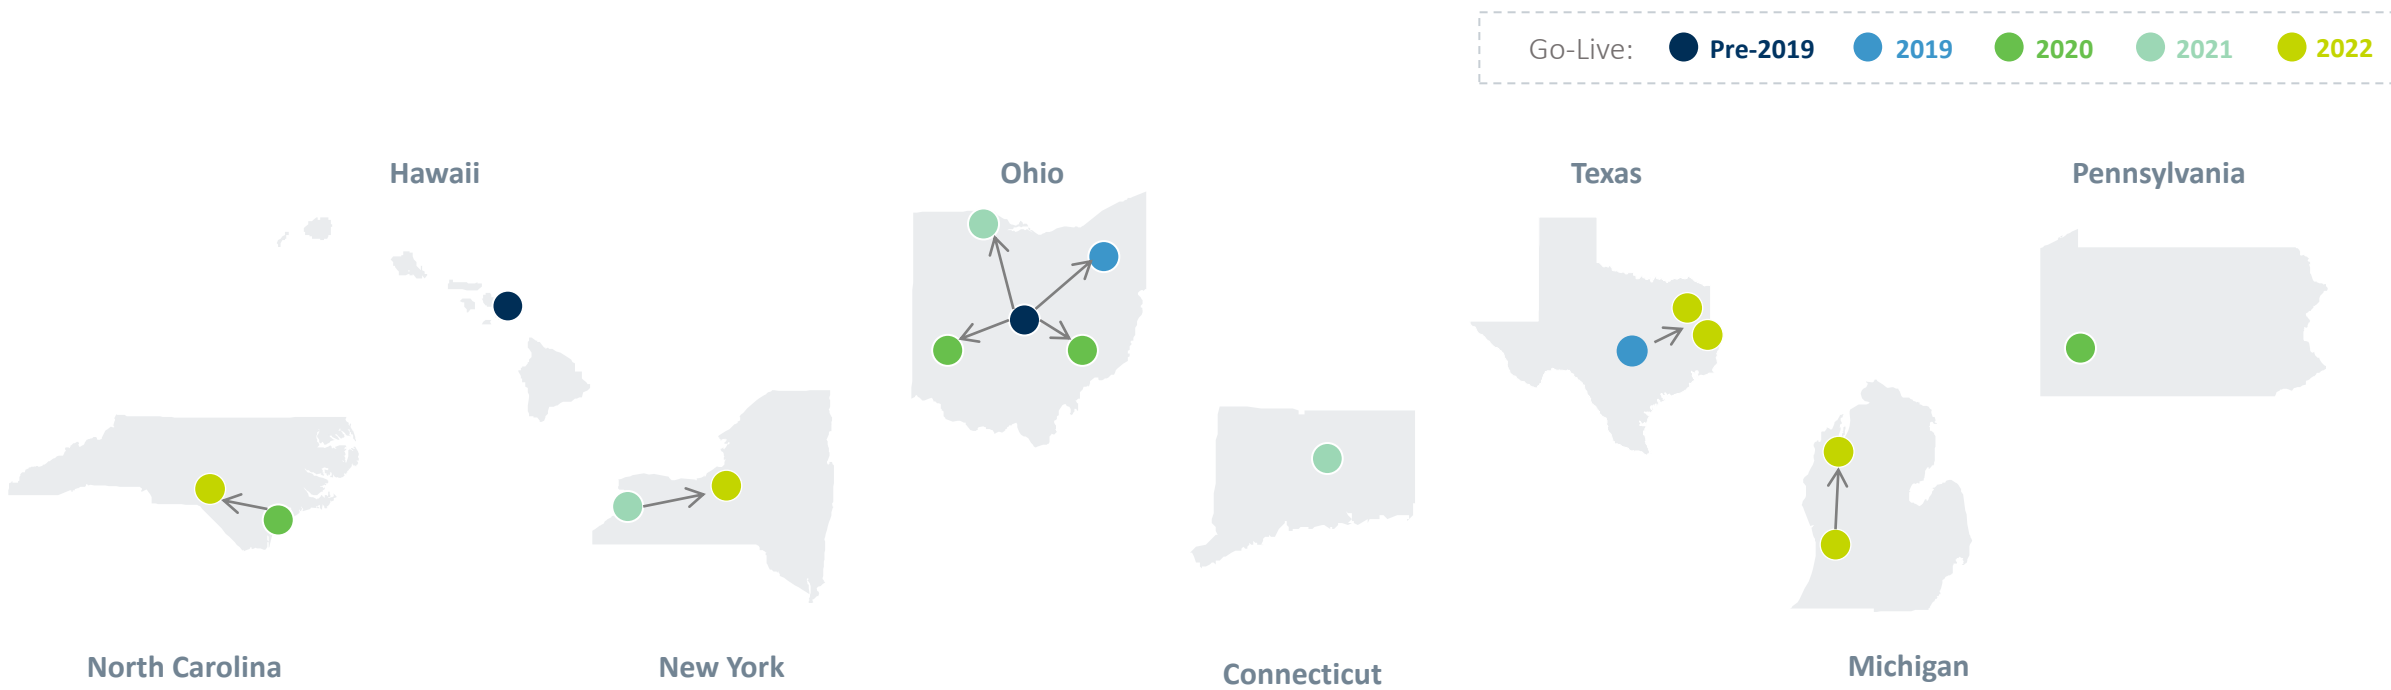 Go-Live: Pre-2019 2019 2020 2021 2022
Hawaii Ohio Texas Pennsylvania
North Carolina New York Connecticut Michigan